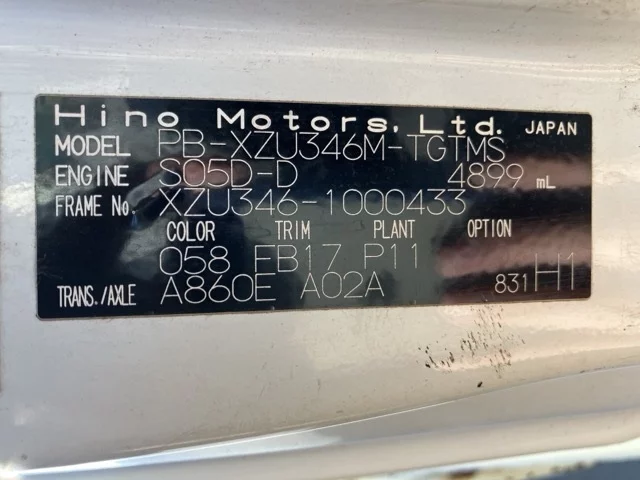 Hino Motors, Ltd. JAPAN
MODEL PB-XZU346M-TGTMS
ENGINE S05D-D 4899 mL
FRAME No. XZU346-1000433
COLOR TRIM PLANT OPTION
058 FB17 P11
TRANS./AXLE A860E A02A 831 H1